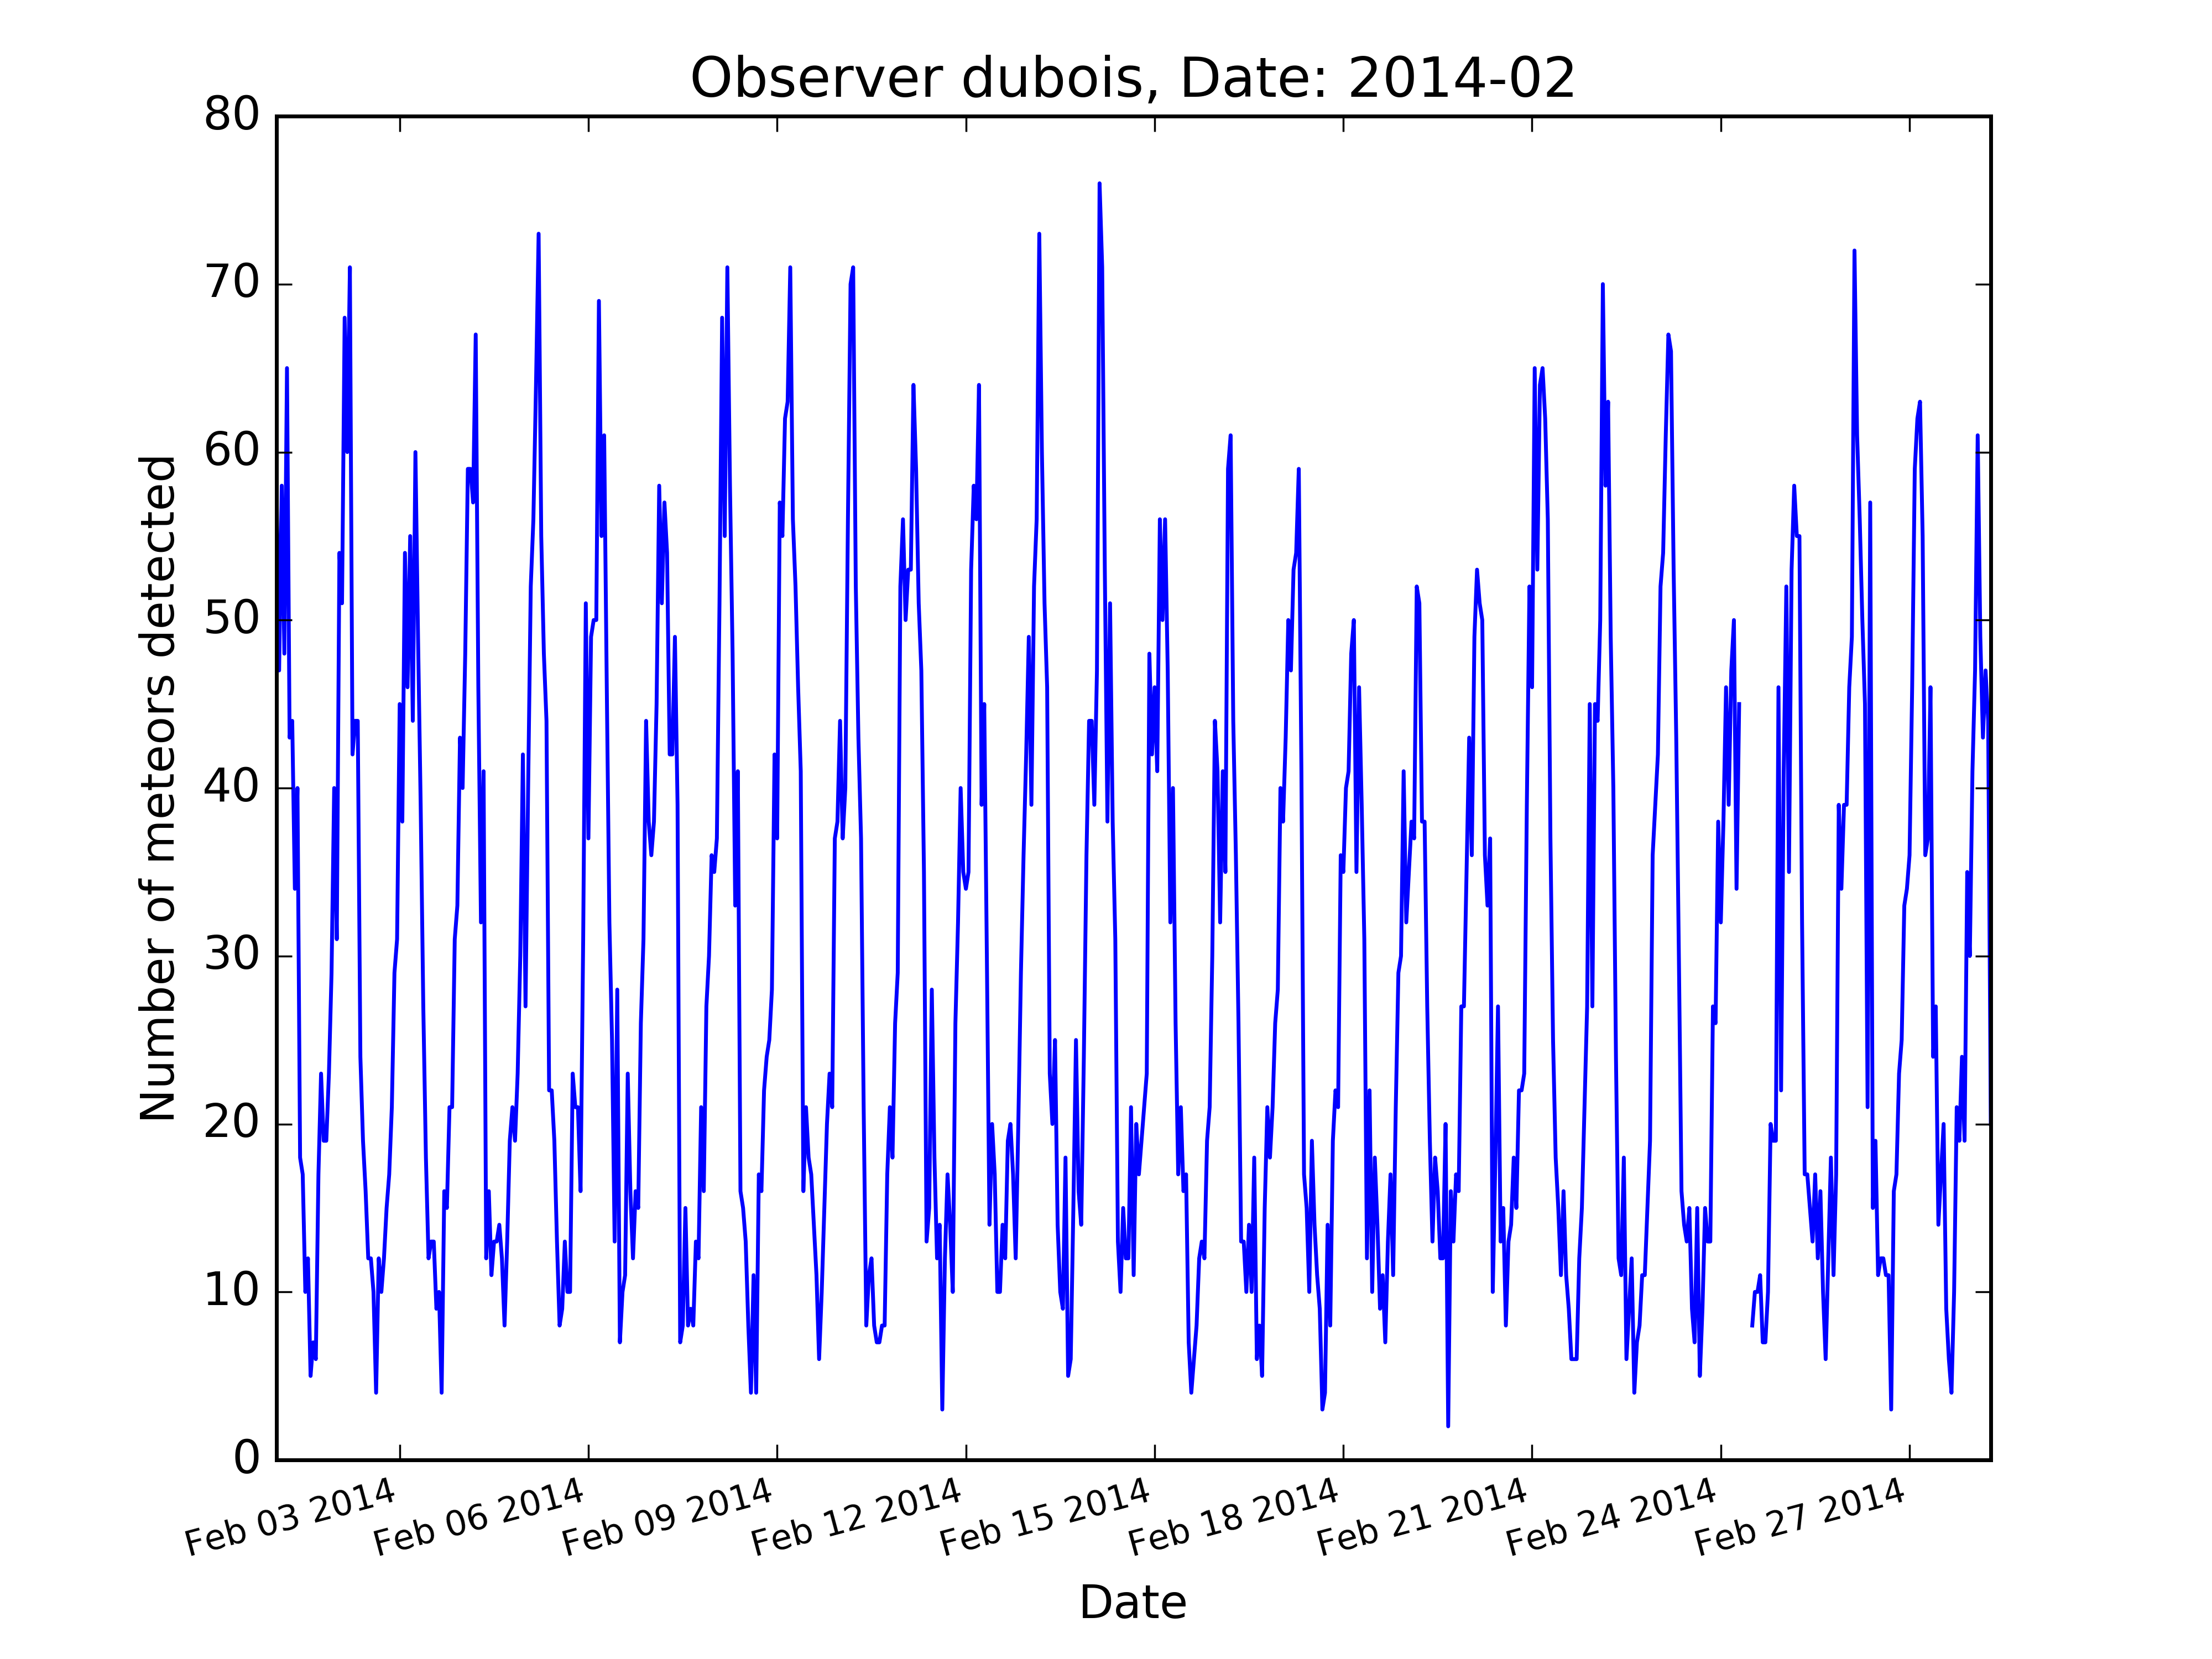 Observer dubois, Date: 2014-02
80
70
60
50
40
30
20
10
0
Number of meteors detected
Feb 03 2014
Feb 06 2014
Feb 09 2014
Feb 12 2014
Feb 15 2014
Feb 18 2014
Feb 21 2014
Feb 24 2014
Feb 27 2014
Date